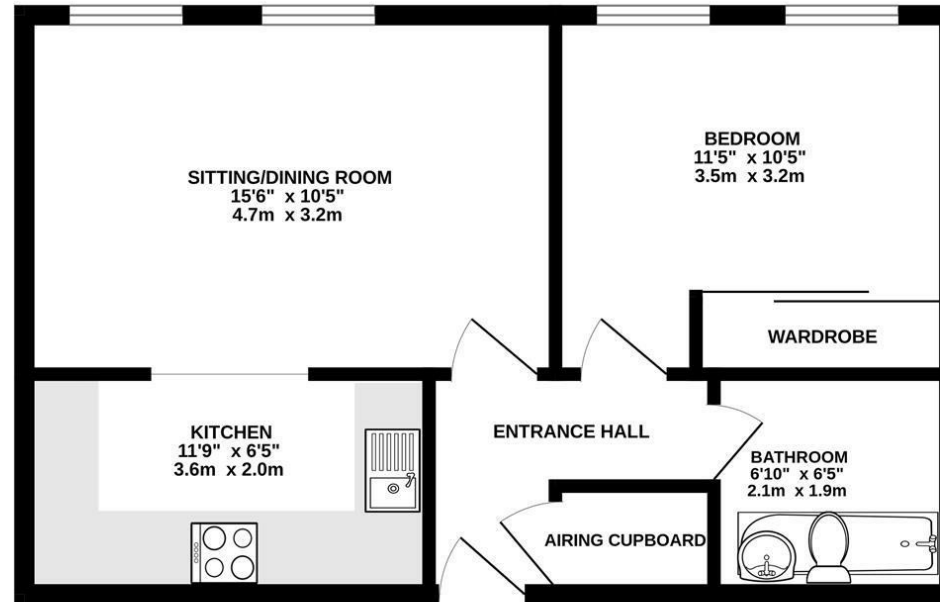 SITTING/DINING ROOM
15'6" x 10'5"
4.7m x 3.2m
BEDROOM
11'5" x 10'5"
3.5m x 3.2m
WARDROBE
KITCHEN
11'9" x 6'5"
3.6m x 2.0m
ENTRANCE HALL
BATHROOM
6'10" x 6'5"
2.1m x 1.9m
AIRING CUPBOARD